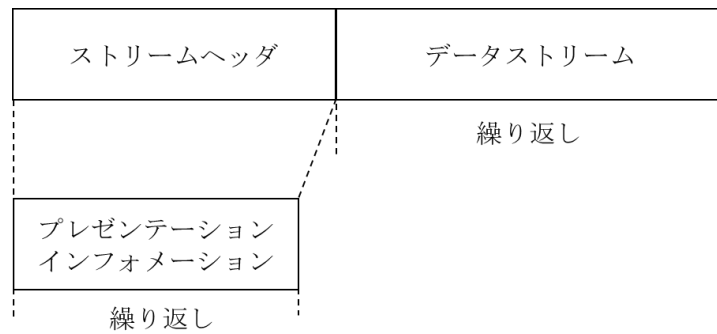 ストリームヘッダ
データストリーム
繰り返し
プレゼンテーション
インフォメーション
繰り返し